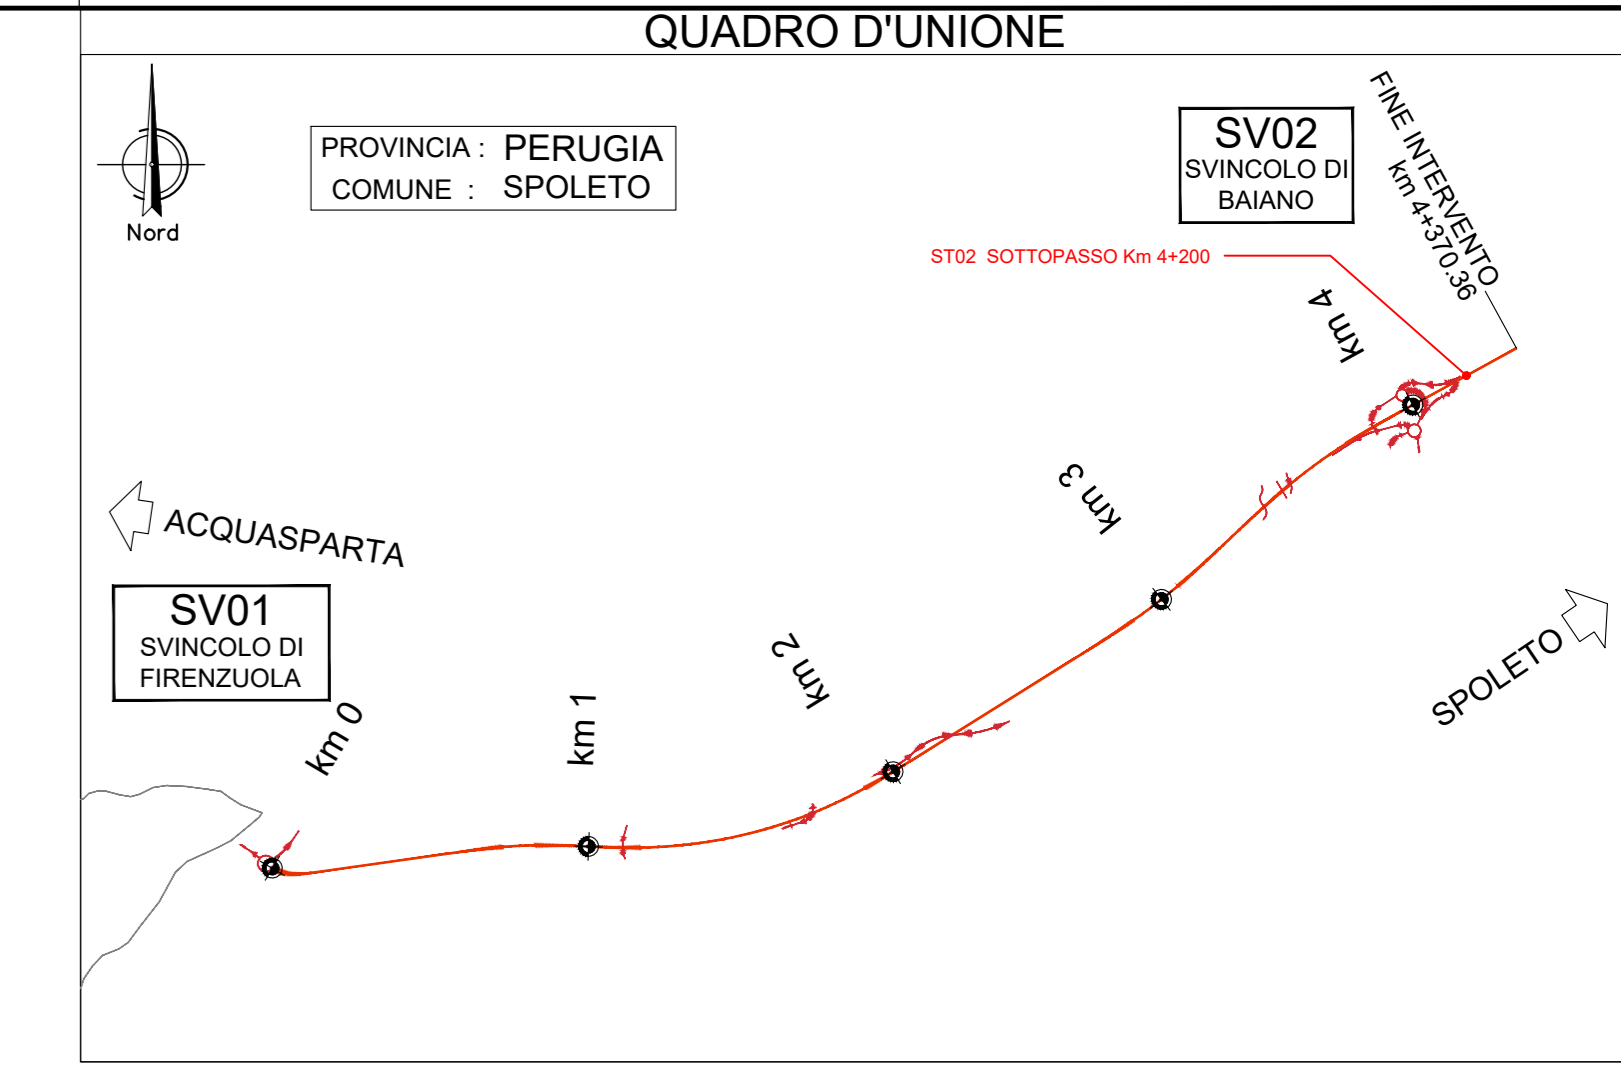 QUADRO D'UNIONE
Nord
PROVINCIA : PERUGIA
COMUNE : SPOLETO
SV02
SVINCOLO DI
BAIANO
FINE INTERVENTO
km 4+370.36
ST02 SOTTOPASSO Km 4+200
km 4
km 3
ACQUASPARTA
SV01
SVINCOLO DI
FIRENZUOLA
km 2
SPOLETO
km 1
km 0